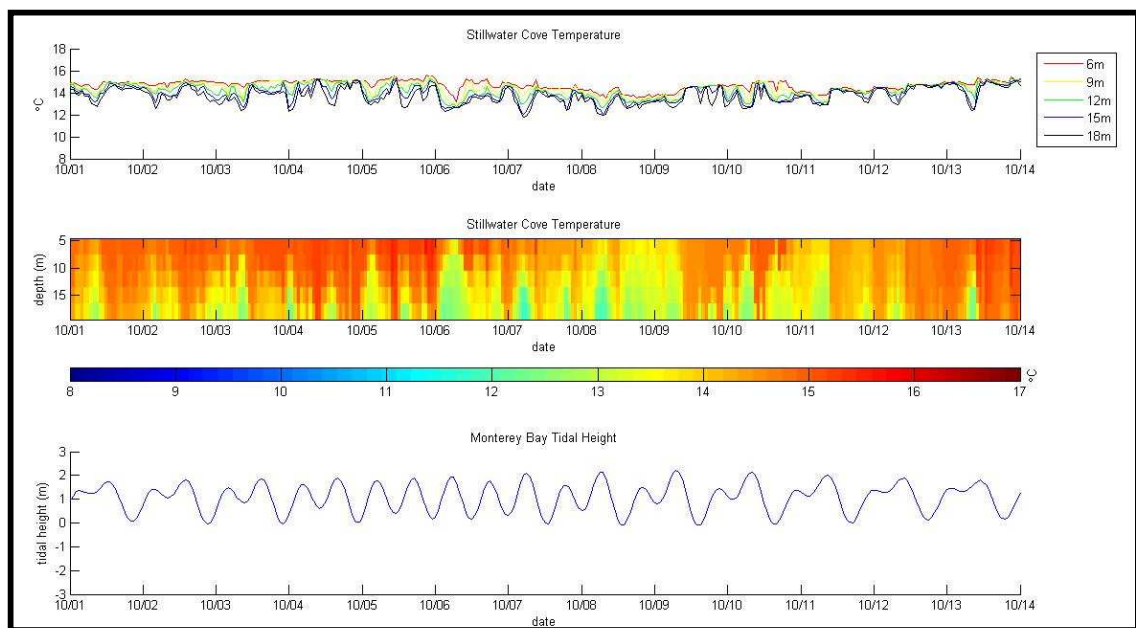 Stillwater Cove Temperature
18
16
14
12
10
8
°C
10/01 10/02 10/03 10/04 10/05 10/06 10/07 10/08 10/09 10/10 10/11 10/12 10/13 10/14
date
6m
9m
12m
15m
18m
Stillwater Cove Temperature
5
10
15
depth (m)
10/01 10/02 10/03 10/04 10/05 10/06 10/07 10/08 10/09 10/10 10/11 10/12 10/13 10/14
date
8 9 10 11 12 13 14 15 16 17
°C
Monterey Bay Tidal Height
3
2
1
0
-1
-2
-3
tidal height (m)
10/01 10/02 10/03 10/04 10/05 10/06 10/07 10/08 10/09 10/10 10/11 10/12 10/13 10/14
date